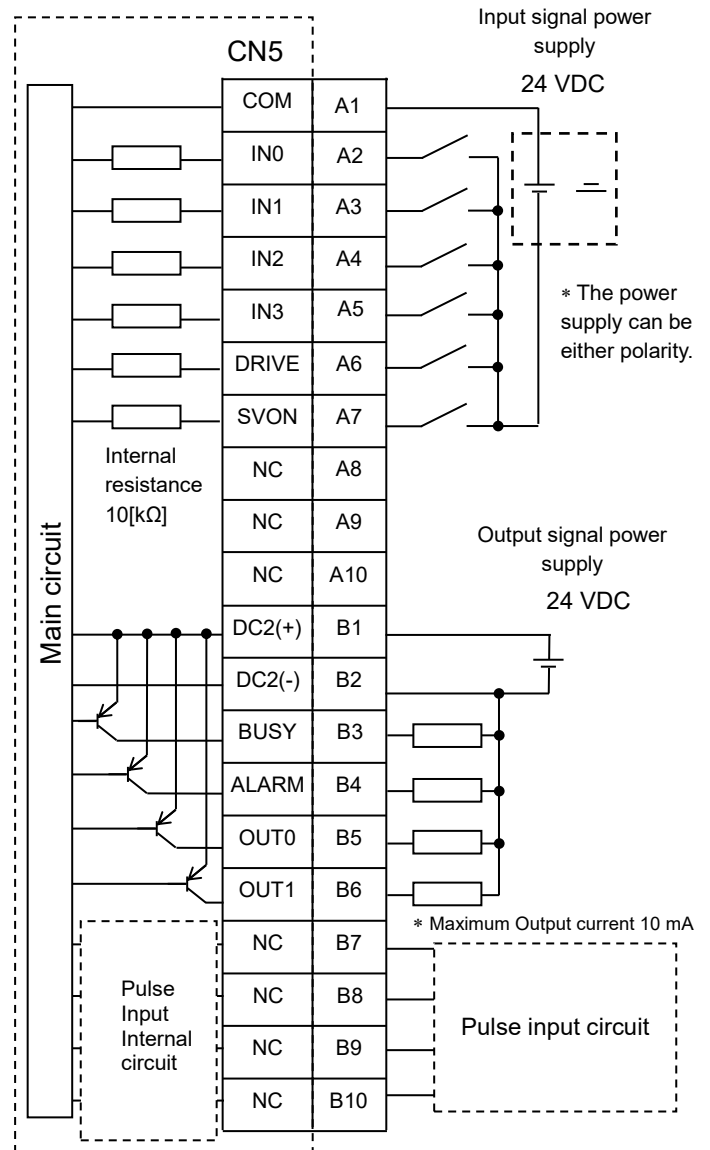 Input signal power
supply
24 VDC
CN5
COM A1
IN0 A2
IN1 A3
IN2 A4
IN3 A5
DRIVE A6
SVON A7
NC A8
NC A9
NC A10
DC2(+) B1
DC2(-) B2
BUSY B3
ALARM B4
OUT0 B5
OUT1 B6
NC B7
NC B8
NC B9
NC B10
∗ The power
supply can be
either polarity.
Internal
resistance
10[kΩ]
Main circuit
Output signal power
supply
24 VDC
∗ Maximum Output current 10 mA
Pulse
Input
Internal
circuit
Pulse input circuit